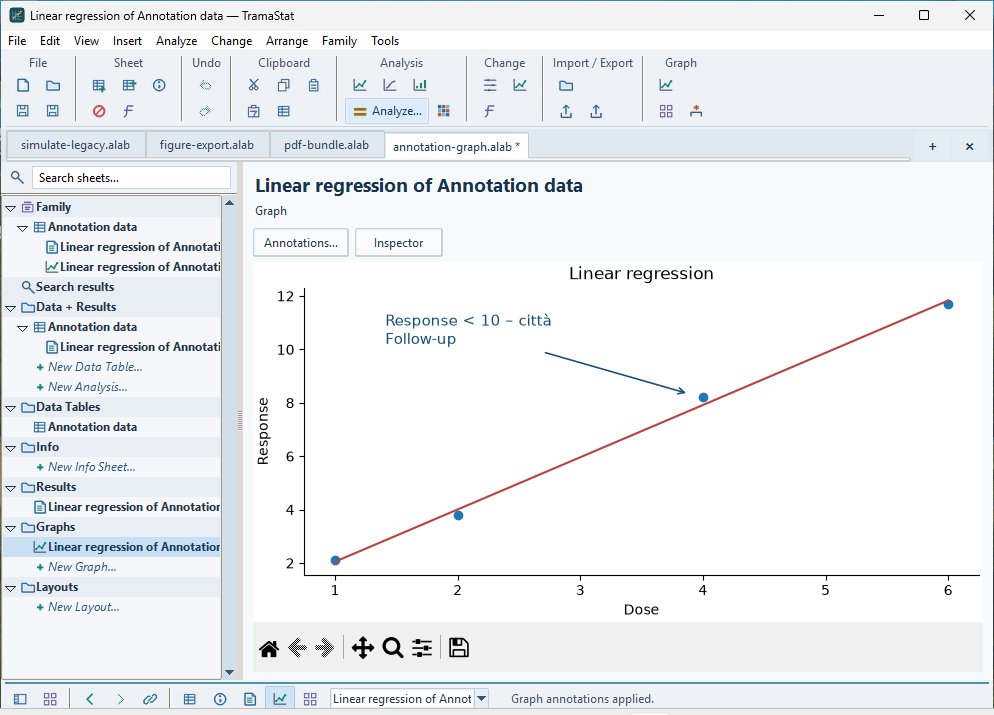 Linear regression of Annotation data — TramaStat
File Edit View Insert Analyze Change Arrange Family Tools
File Sheet Undo Clipboard Analysis Change Import / Export Graph
Analyze...
simulate-legacy.alab figure-export.alab pdf-bundle.alab annotation-graph.alab *
Search sheets...
Family
Annotation data
Linear regression of Annotati
Linear regression of Annotati
Search results
Data + Results
Annotation data
Linear regression of Annotati
New Data Table...
New Analysis...
Data Tables
Annotation data
Info
New Info Sheet...
Results
Linear regression of Annotation
Graphs
Linear regression of Annotation
New Graph...
Layouts
New Layout...
Linear regression of Annotation data
Graph
Annotations... Inspector
Linear regression
Response < 10 – città
Follow-up
12
10
8
6
4
2
Response
1 2 3 4 5 6
Dose
Linear regression of Annot
Graph annotations applied.